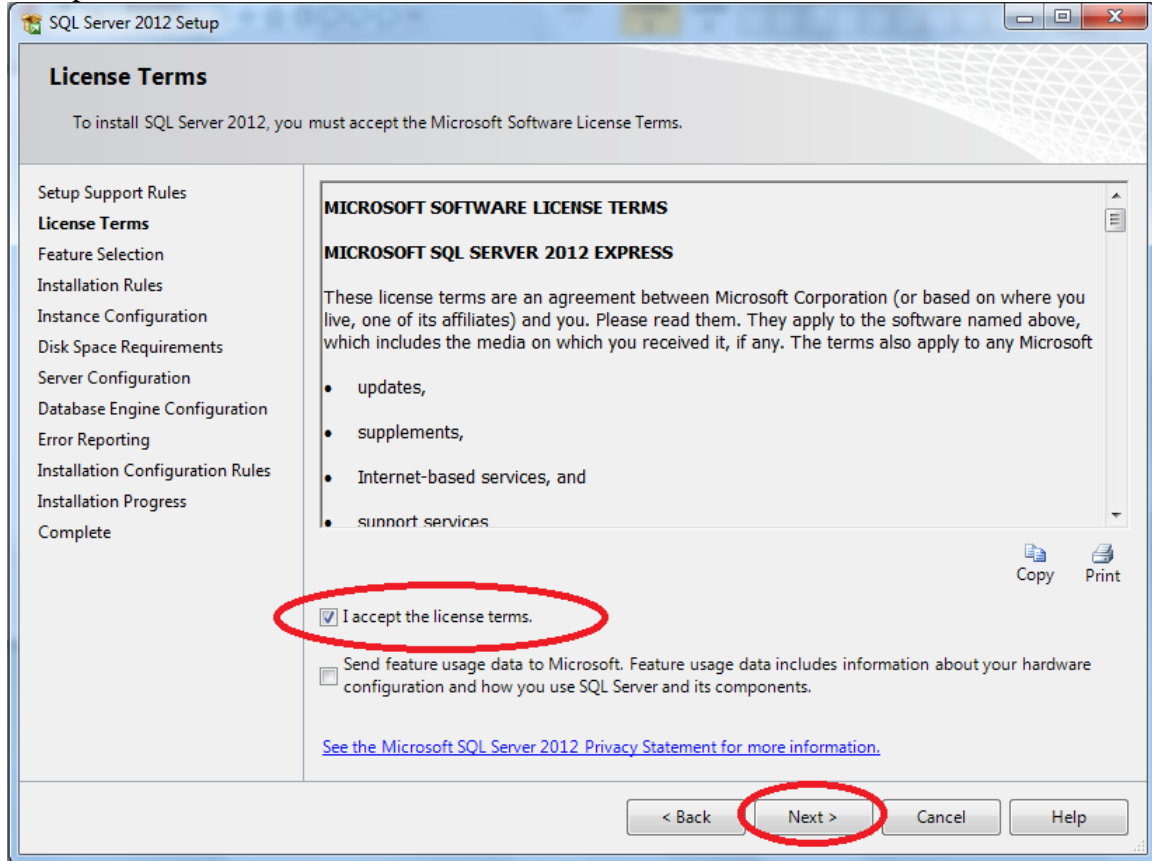 SQL Server 2012 Setup
License Terms
To install SQL Server 2012, you must accept the Microsoft Software License Terms.
Setup Support Rules
License Terms
Feature Selection
Installation Rules
Instance Configuration
Disk Space Requirements
Server Configuration
Database Engine Configuration
Error Reporting
Installation Configuration Rules
Installation Progress
Complete
MICROSOFT SOFTWARE LICENSE TERMS
MICROSOFT SQL SERVER 2012 EXPRESS
These license terms are an agreement between Microsoft Corporation (or based on where you
live, one of its affiliates) and you. Please read them. They apply to the software named above,
which includes the media on which you received it, if any. The terms also apply to any Microsoft
• updates,
• supplements,
• Internet-based services, and
• support services
Copy Print
I accept the license terms.
Send feature usage data to Microsoft. Feature usage data includes information about your hardware
configuration and how you use SQL Server and its components.
See the Microsoft SQL Server 2012 Privacy Statement for more information.
< Back Next > Cancel Help